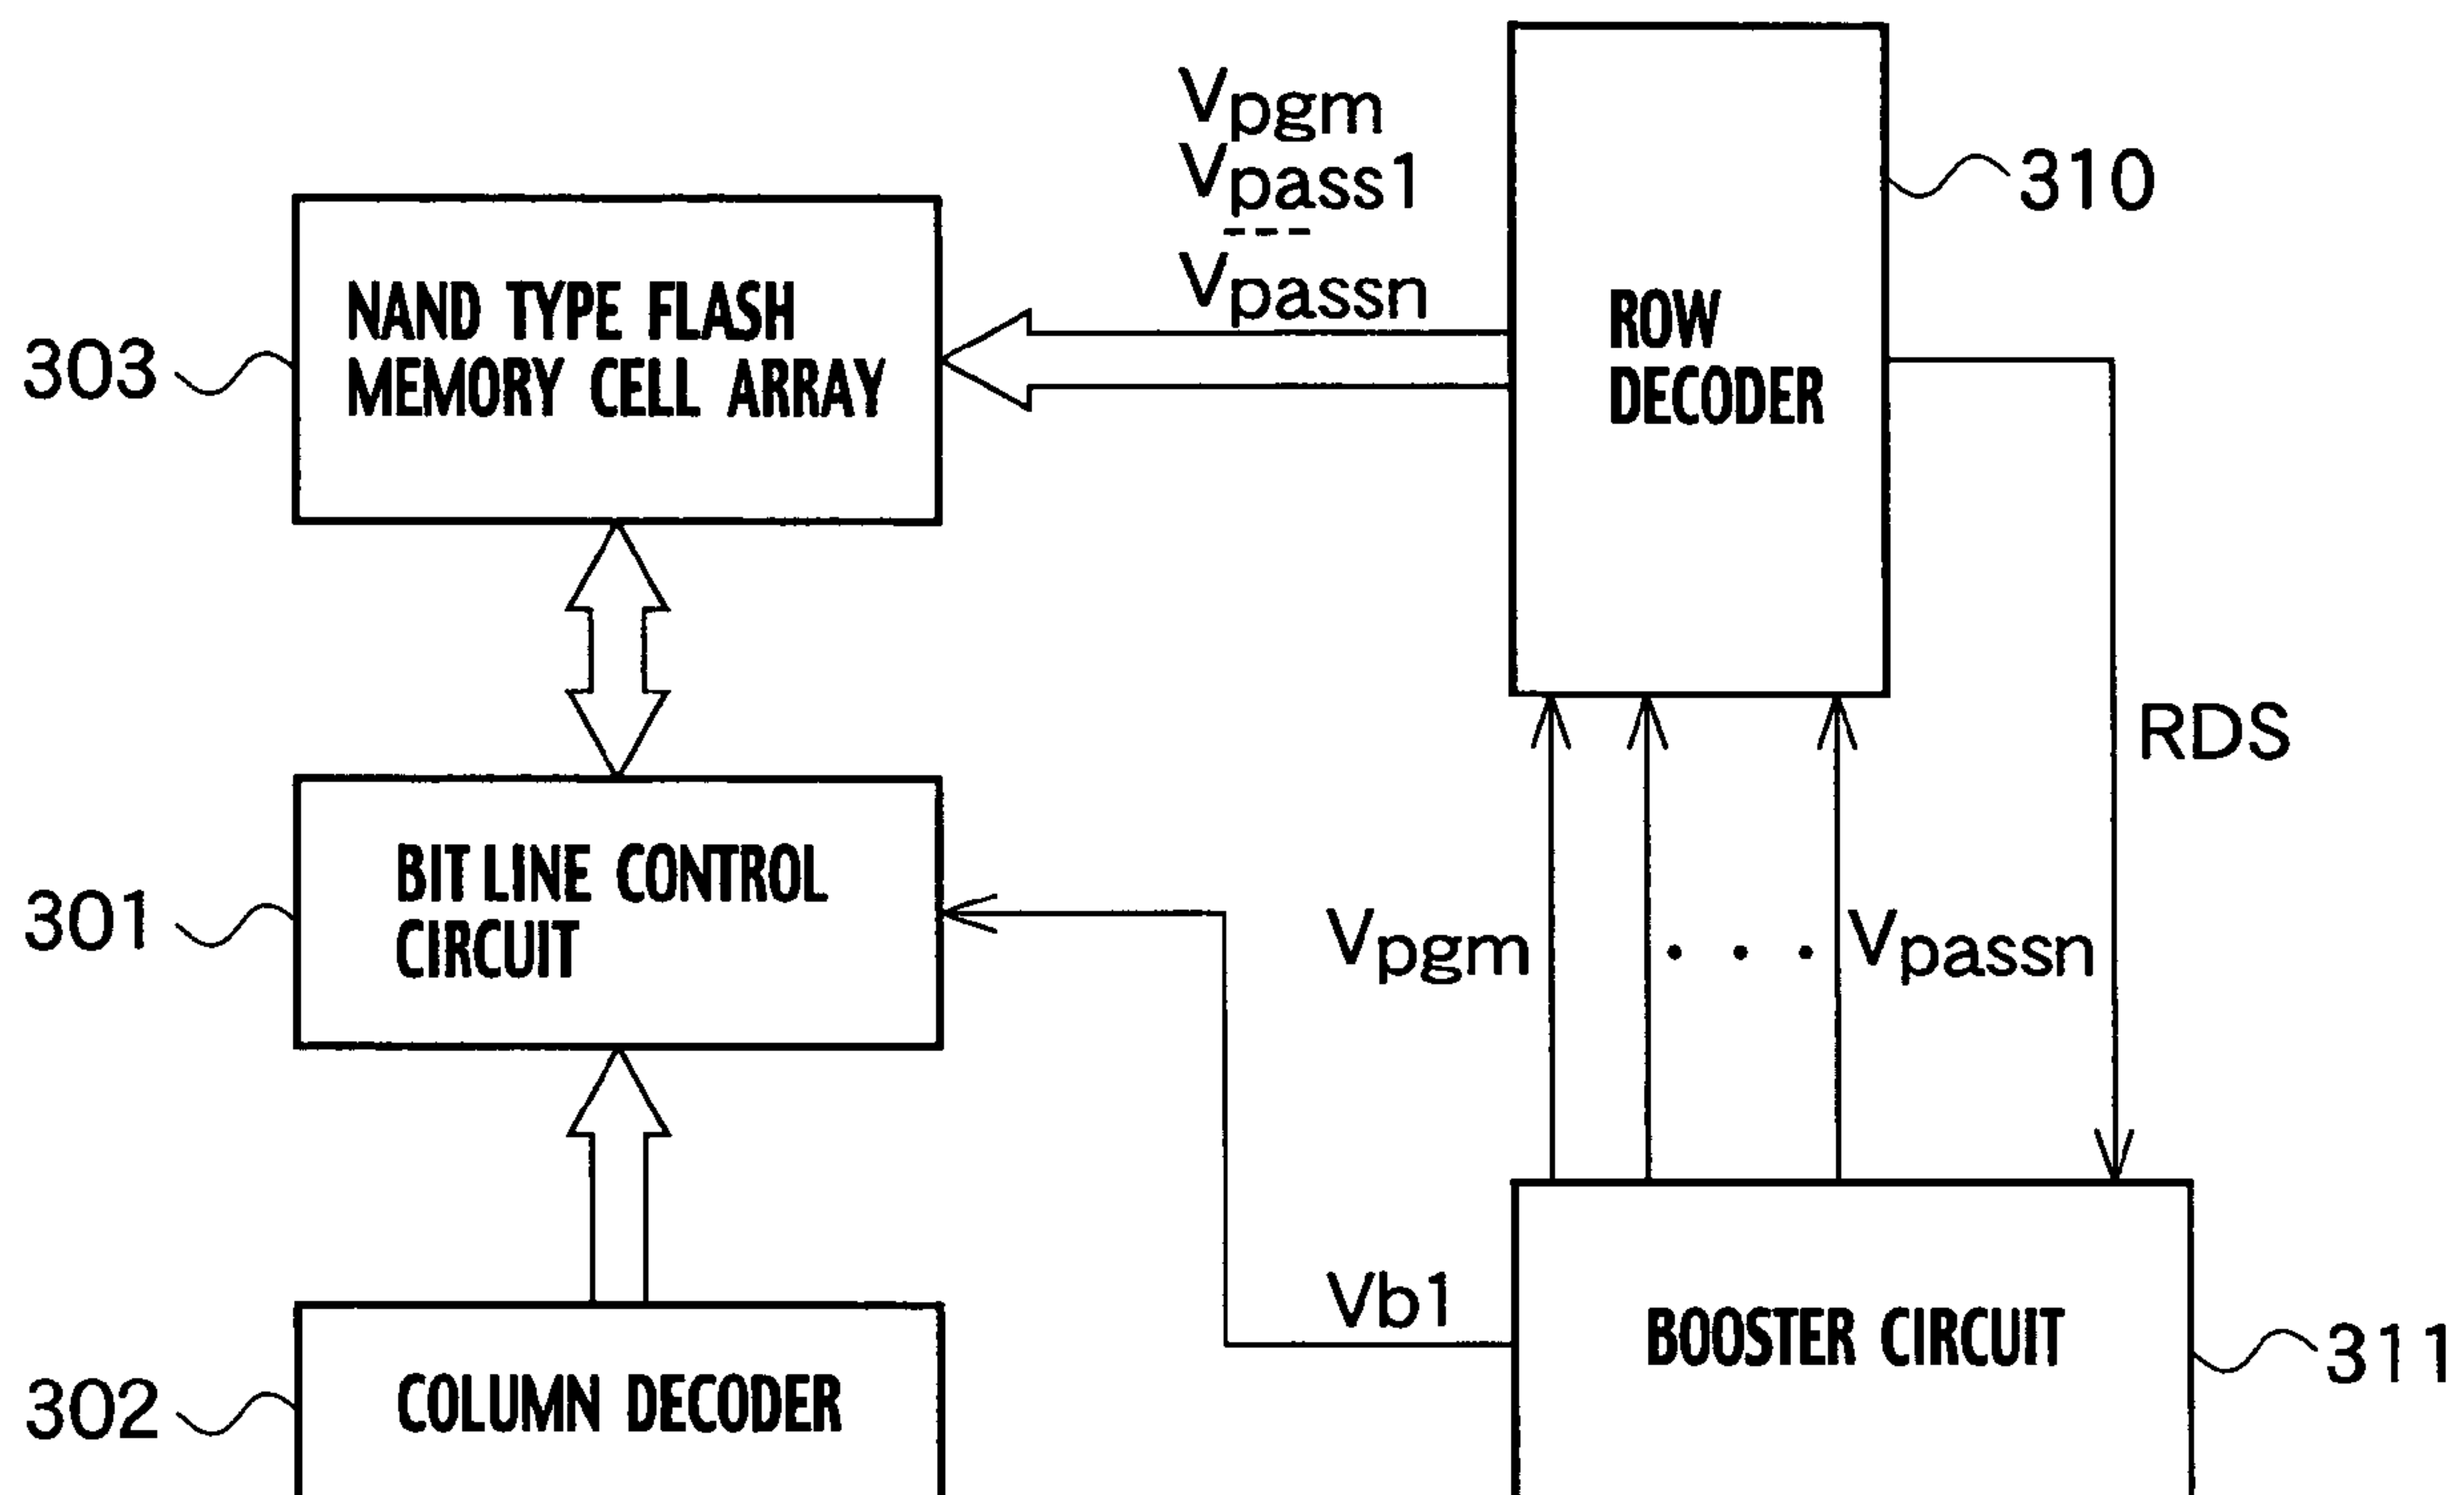 Vpgm
Vpass1
---
Vpassn
310
NAND TYPE FLASH
MEMORY CELL ARRAY
ROW
DECODER
303
RDS
BIT LINE CONTROL
CIRCUIT
301
Vpgm
. . .
Vpassn
Vb1
BOOSTER CIRCUIT
311
COLUMN DECODER
302